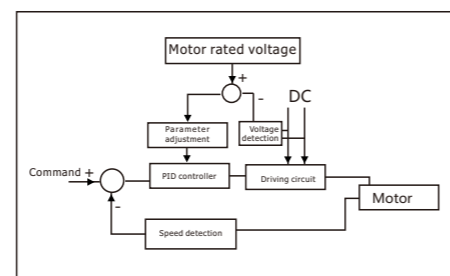 Motor rated voltage
+
-
DC
Parameter
adjustment
Voltage
detection
Command +
PID controller
Driving circuit
-
Motor
Speed detection